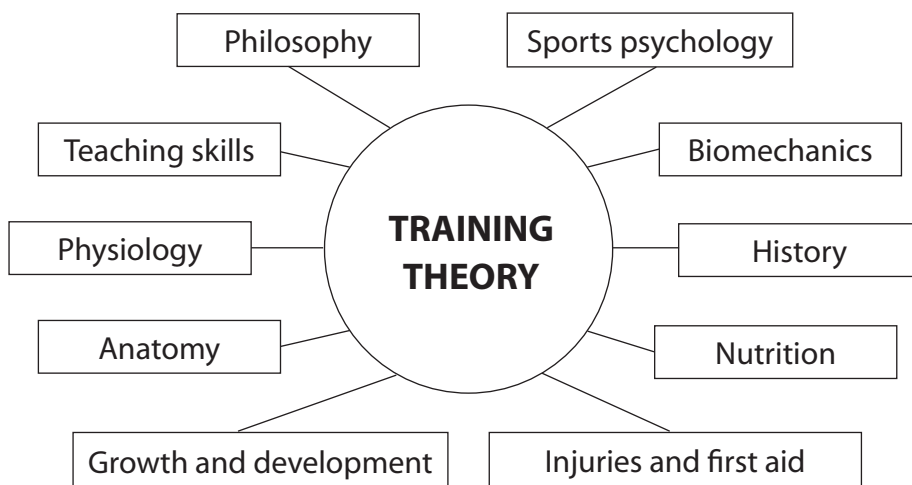 Philosophy
Sports psychology
Teaching skills
Biomechanics
TRAINING
THEORY
Physiology
History
Anatomy
Nutrition
Growth and development
Injuries and first aid